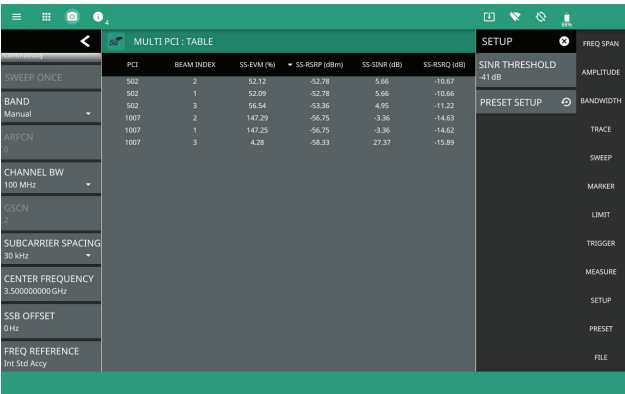 4
88%
MULTI PCI : TABLE
SETUP
FREQ SPAN
SWEEP ONCE
BAND
Manual
ARFCN
0
CHANNEL BW
100 MHz
GSCN
2
SUBCARRIER SPACING
30 kHz
CENTER FREQUENCY
3.500000000 GHz
SSB OFFSET
0 Hz
FREQ REFERENCE
Int Std Accy
PCI BEAM INDEX SS-EVM (%) SS-RSRP (dBm) SS-SINR (dB) SS-RSRQ (dB)
502 2 52.12 -52.78 5.66 -10.67
502 1 52.09 -52.78 5.66 -10.66
502 3 56.54 -53.36 4.95 -11.22
1007 2 147.29 -56.75 -3.36 -14.63
1007 1 147.25 -56.75 -3.36 -14.62
1007 3 4.28 -58.33 27.37 -15.89
SINR THRESHOLD
-41 dB
PRESET SETUP
AMPLITUDE
BANDWIDTH
TRACE
SWEEP
MARKER
LIMIT
TRIGGER
MEASURE
SETUP
PRESET
FILE